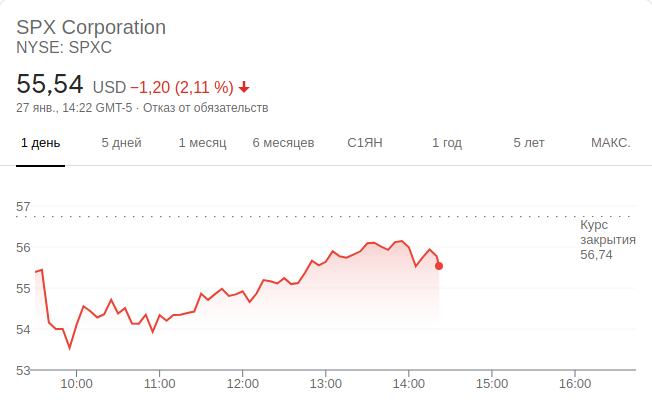 SPX Corporation
NYSE: SPXC
55,54 USD −1,20 (2,11 %)
27 янв., 14:22 GMT-5 · Отказ от обязательств
1 день 5 дней 1 месяц 6 месяцев С1ЯН 1 год 5 лет МАКС.
57
Курс
закрытия
56,74
56
55
54
53
10:00 11:00 12:00 13:00 14:00 15:00 16:00